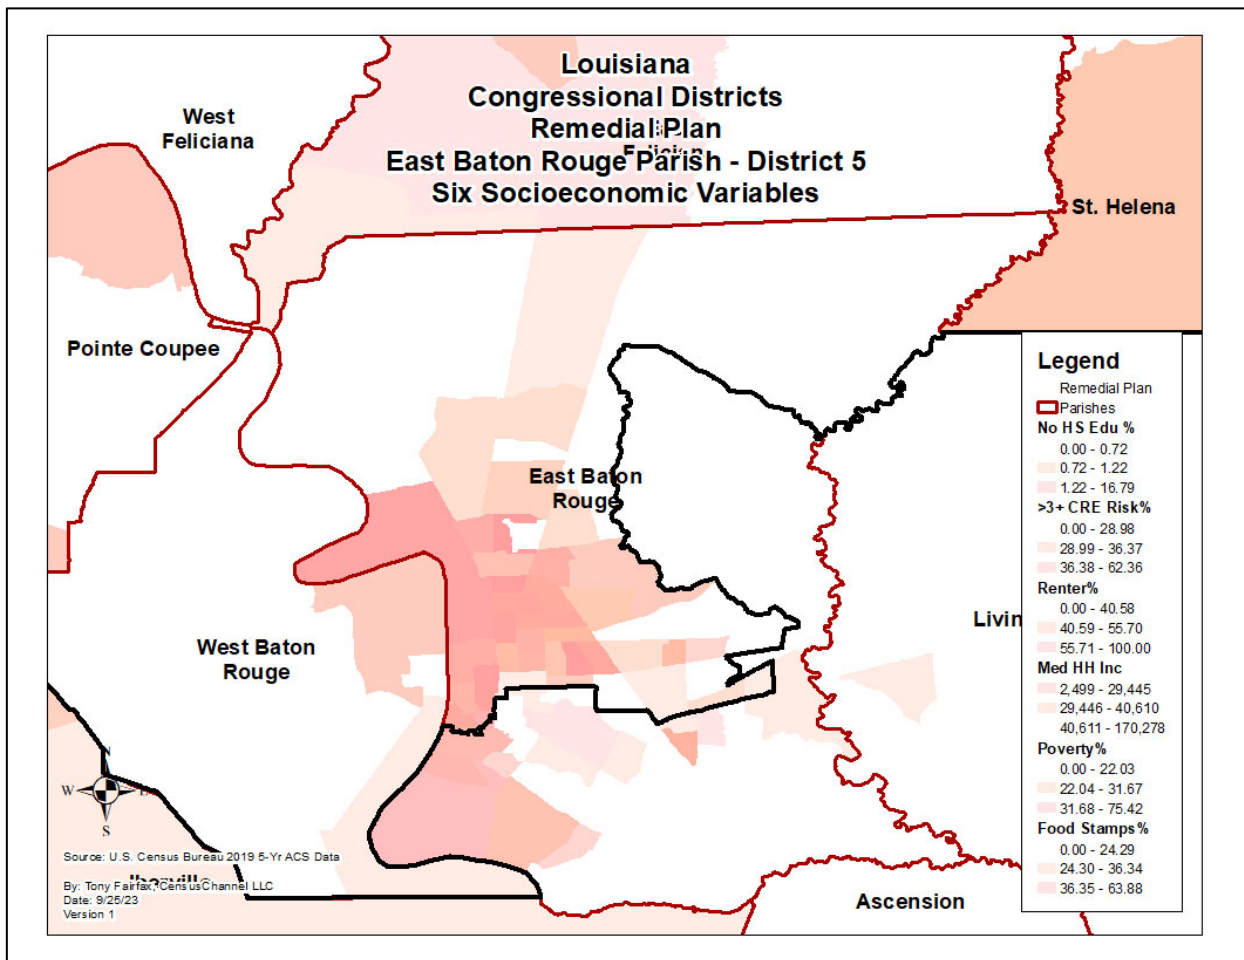 Louisiana
Congressional Districts
Remedial Plan
East Baton Rouge Parish - District 5
Six Socioeconomic Variables
West
Feliciana
St. Helena
Pointe Coupee
East Baton
Rouge
West Baton
Rouge
Livin
Ascension
N
W
E
S
Source: U.S. Census Bureau 2019 5-Yr ACS Data
By: Tony Fairfax, CensusChannel LLC
Date: 9/25/23
Version 1
Legend
Remedial Plan
Parishes
No HS Edu %
0.00 - 0.72
0.72 - 1.22
1.22 - 16.79
>3+ CRE Risk%
0.00 - 28.98
28.99 - 36.37
36.38 - 62.36
Renter%
0.00 - 40.58
40.59 - 55.70
55.71 - 100.00
Med HH Inc
2,499 - 29,445
29,446 - 40,610
40,611 - 170,278
Poverty%
0.00 - 22.03
22.04 - 31.67
31.68 - 75.42
Food Stamps%
0.00 - 24.29
24.30 - 36.34
36.35 - 63.88